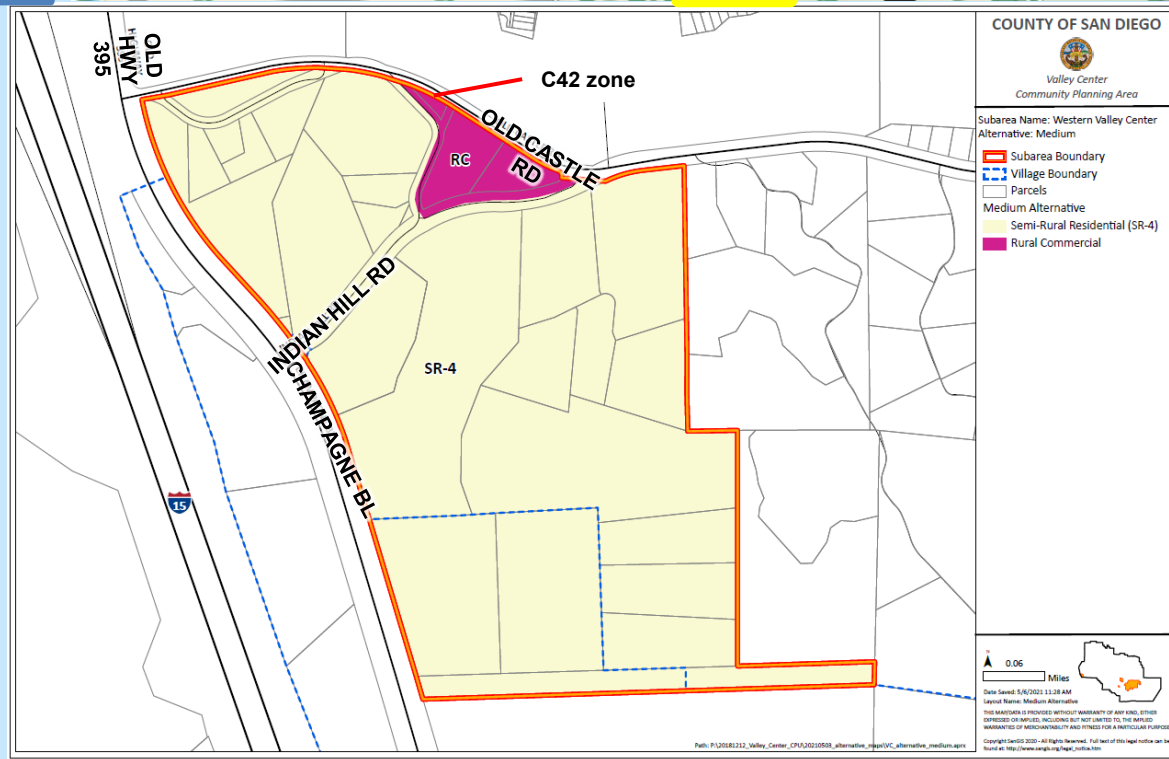 COUNTY OF SAN DIEGO
Valley Center
Community Planning Area
Subarea Name: Western Valley Center
Alternative: Medium
Subarea Boundary
Village Boundary
Parcels
Medium Alternative
Semi-Rural Residential (SR-4)
Rural Commercial
OLD
HWY
395
C42 zone
OLD CASTLE
RD
RC
INDIAN HILL RD
SR-4
CHAMPAGNE BL
15
N
0.06
Miles
Date Saved: 5/6/2021 11:28 AM
Layout Name: Medium Alternative
THIS MAP/DATA IS PROVIDED WITHOUT WARRANTY OF ANY KIND, EITHER
EXPRESSED OR IMPLIED, INCLUDING BUT NOT LIMITED TO, THE IMPLIED
WARRANTIES OF MERCHANTABILITY AND FITNESS FOR A PARTICULAR PURPOSE.
Copyright SanGIS 2020 - All Rights Reserved. Full text of this legal notice can be
found at: http://www.sangis.org/legal_notice.htm
Path: P:\20181212_Valley_Center_CPU\20210503_alternative_maps\VC_alternative_medium.aprx